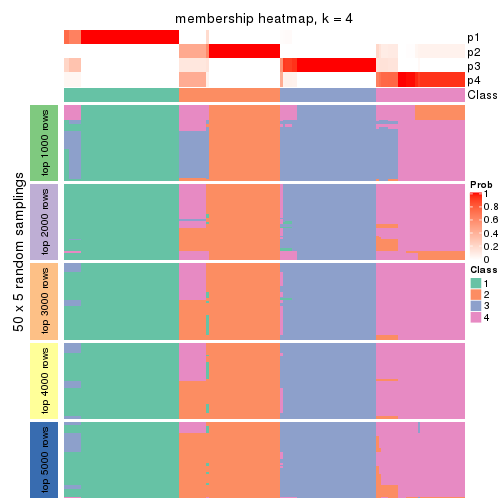 membership heatmap, k = 4
p1
p2
p3
p4
Class
50 x 5 random samplings
top 1000 rows
top 2000 rows
top 3000 rows
top 4000 rows
top 5000 rows
Prob
1
0.8
0.6
0.4
0.2
0
Class
1
2
3
4